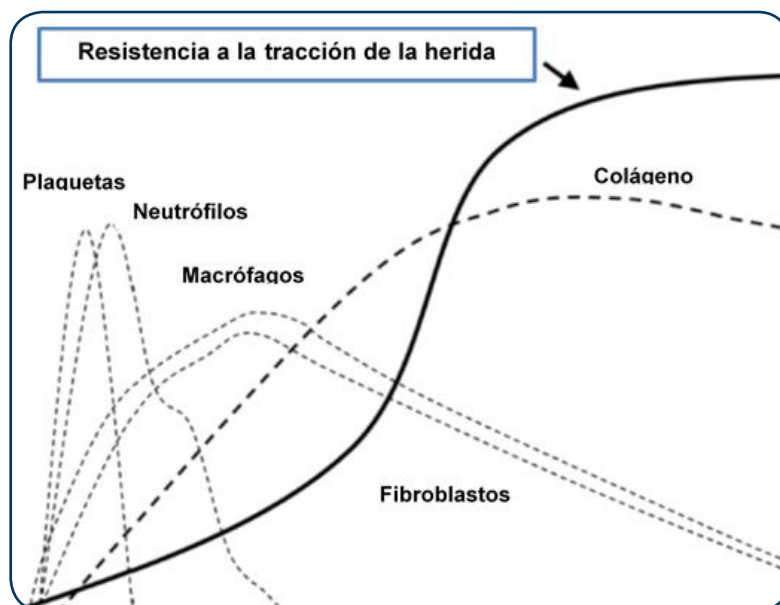 Resistencia a la tracción de la herida
Plaquetas
Neutrófilos
Colágeno
Macrófagos
Fibroblastos